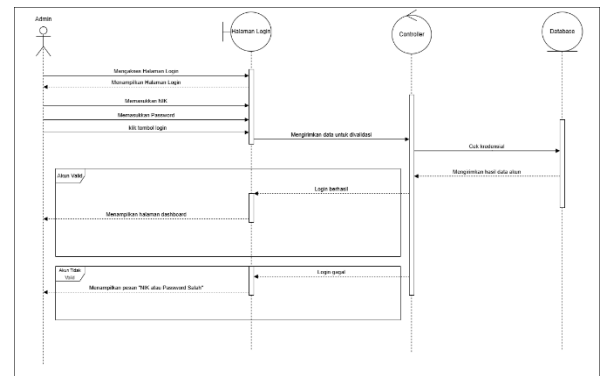 Admin
Halaman Login
Controller
Database
Mengakses Halaman Login
Menampilkan Halaman Login
Memasukkan NIK
Memasukkan Password
klik tombol login
Mengirimkan data untuk divalidasi
Cek kredensial
Mengirimkan hasil data akun
Akun Valid
Login berhasil
Menampilkan halaman dashboard
Akun Tidak
Valid
Login gagal
Menampilkan pesan "NIK atau Password Salah"